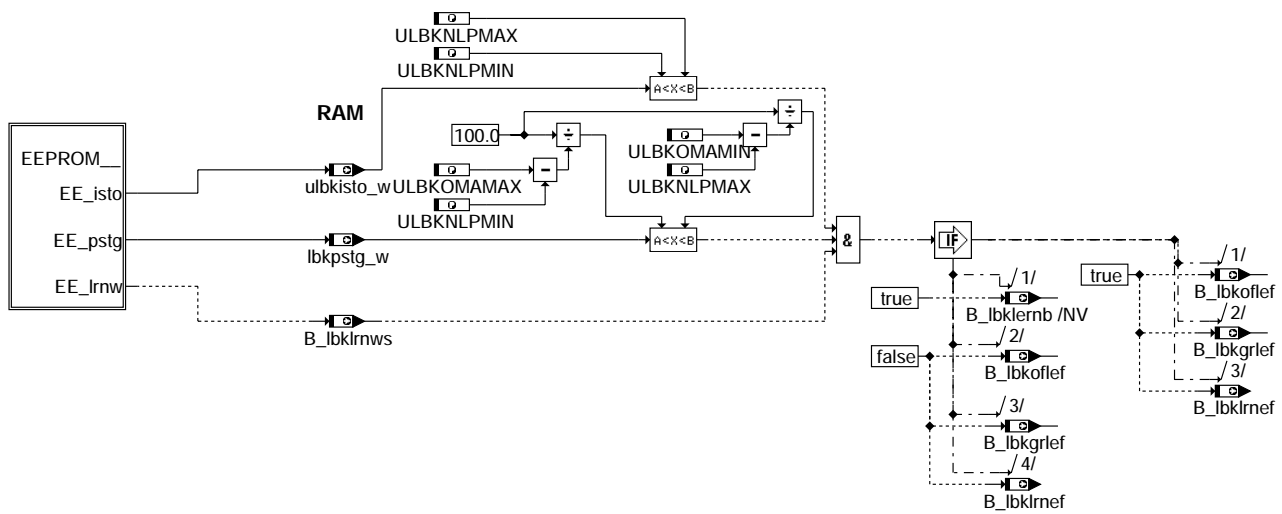 ULBKNLPMAX
ULBKNLPMIN
A<X<B
RAM
100.0
ULBKOMAMIN
ULBKNLPMAX
EEPROM__
EE_isto
ulbkisto_w
ULBKOMAMAX
ULBKNLPMIN
EE_pstg
lbkpstg_w
A<X<B
&
IF
EE_lrnw
B_lbklrnws
true
1/
B_lbklernb /NV
false
2/
B_lbkoflef
3/
B_lbkgrlef
4/
B_lbklrnef
true
1/
B_lbkoflef
2/
B_lbkgrlef
3/
B_lbklrnef